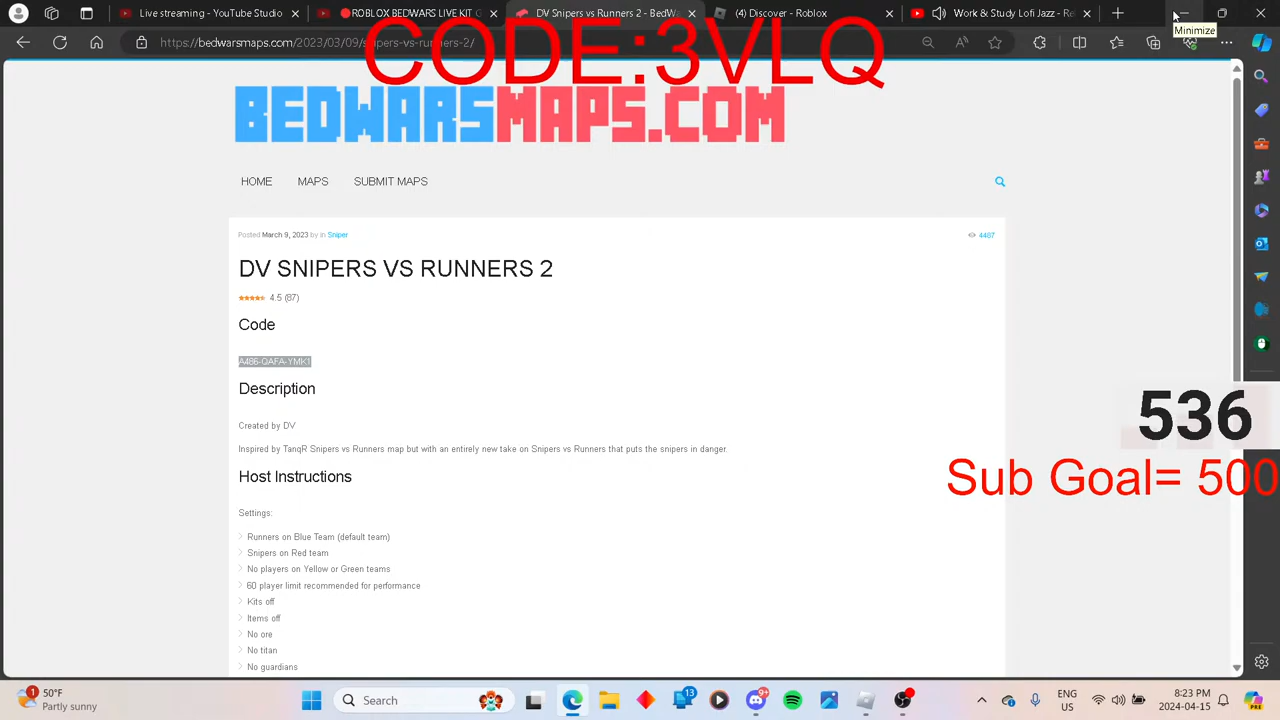 Live streaming - YouTube Studio
ROBLOX BEDWARS LIVE KIT G
DV Snipers vs Runners 2 - BedWa
(4) Discover - Roblox
Work & Study Lofi Jazz - Re
Minimize
https://bedwarsmaps.com/2023/03/09/snipers-vs-runners-2/
CODE:3VLQ
BEDWARSMAPS.COM
HOME MAPS SUBMIT MAPS
Posted March 9, 2023 by in Sniper
4487
DV SNIPERS VS RUNNERS 2
4.5 (87)
Code
A486-QAFA-YMK1
Description
Created by DV
Inspired by TanqR Snipers vs Runners map but with an entirely new take on Snipers vs Runners that puts the snipers in danger.
Host Instructions
Settings:
Runners on Blue Team (default team)
Snipers on Red team
No players on Yellow or Green teams
60 player limit recommended for performance
Kits off
Items off
No ore
No titan
No guardians
536
Sub Goal= 500
1
50°F
Partly sunny
Search
13
9+
ENG
US
8:23 PM
2024-04-15